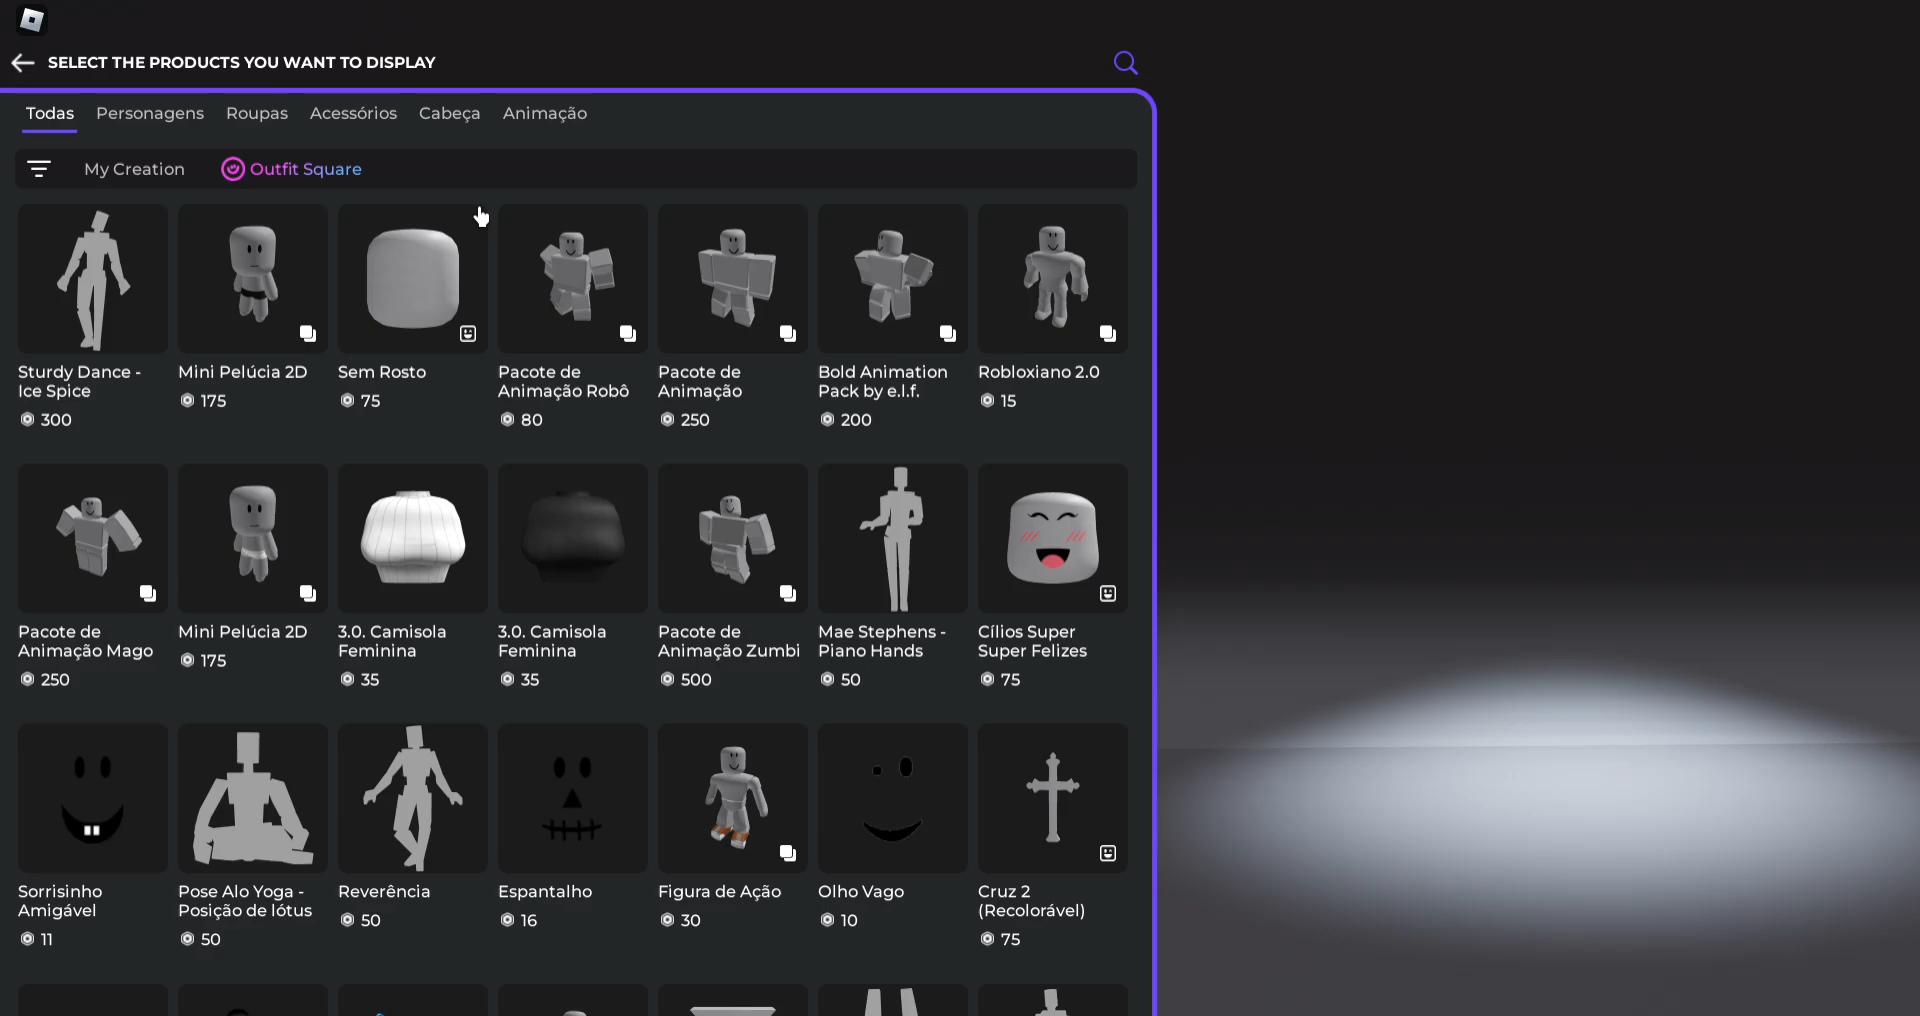 SELECT THE PRODUCTS YOU WANT TO DISPLAY
Todas Personagens Roupas Acessórios Cabeça Animação
My Creation Outfit Square
Sturdy Dance -
Ice Spice
300
Mini Pelúcia 2D
175
Sem Rosto
75
Pacote de
Animação Robô
80
Pacote de
Animação
250
Bold Animation
Pack by e.l.f.
200
Robloxiano 2.0
15
Pacote de
Animação Mago
250
Mini Pelúcia 2D
175
3.0. Camisola
Feminina
35
3.0. Camisola
Feminina
35
Pacote de
Animação Zumbi
500
Mae Stephens -
Piano Hands
50
Cílios Super
Super Felizes
75
Sorrisinho
Amigável
11
Pose Alo Yoga -
Posição de lótus
50
Reverência
50
Espantalho
16
Figura de Ação
30
Olho Vago
10
Cruz 2
(Recolorável)
75